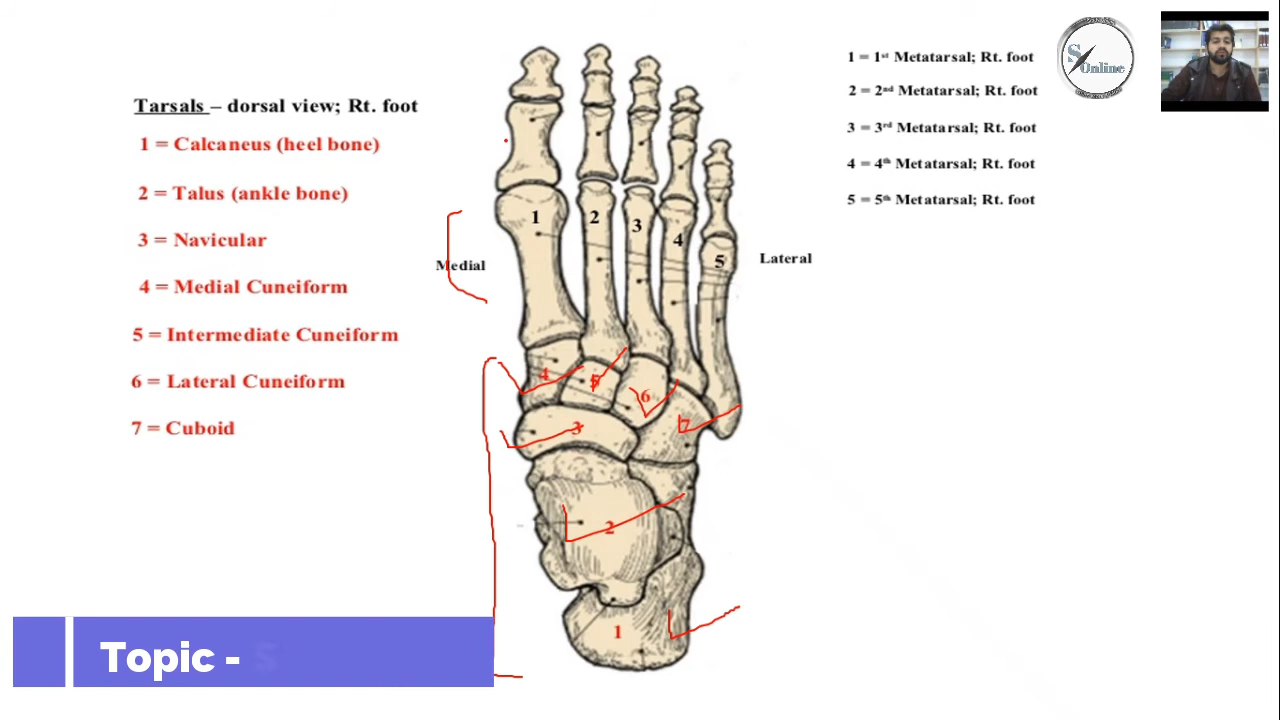 Tarsals – dorsal view; Rt. foot
1 = Calcaneus (heel bone)
2 = Talus (ankle bone)
3 = Navicular
4 = Medial Cuneiform
5 = Intermediate Cuneiform
6 = Lateral Cuneiform
7 = Cuboid
1
2
3
4
5
Medial
Lateral
4
5
6
3
7
2
1
1 = 1st Metatarsal; Rt. foot
2 = 2nd Metatarsal; Rt. foot
3 = 3rd Metatarsal; Rt. foot
4 = 4th Metatarsal; Rt. foot
5 = 5th Metatarsal; Rt. foot
S Online
Topic - S